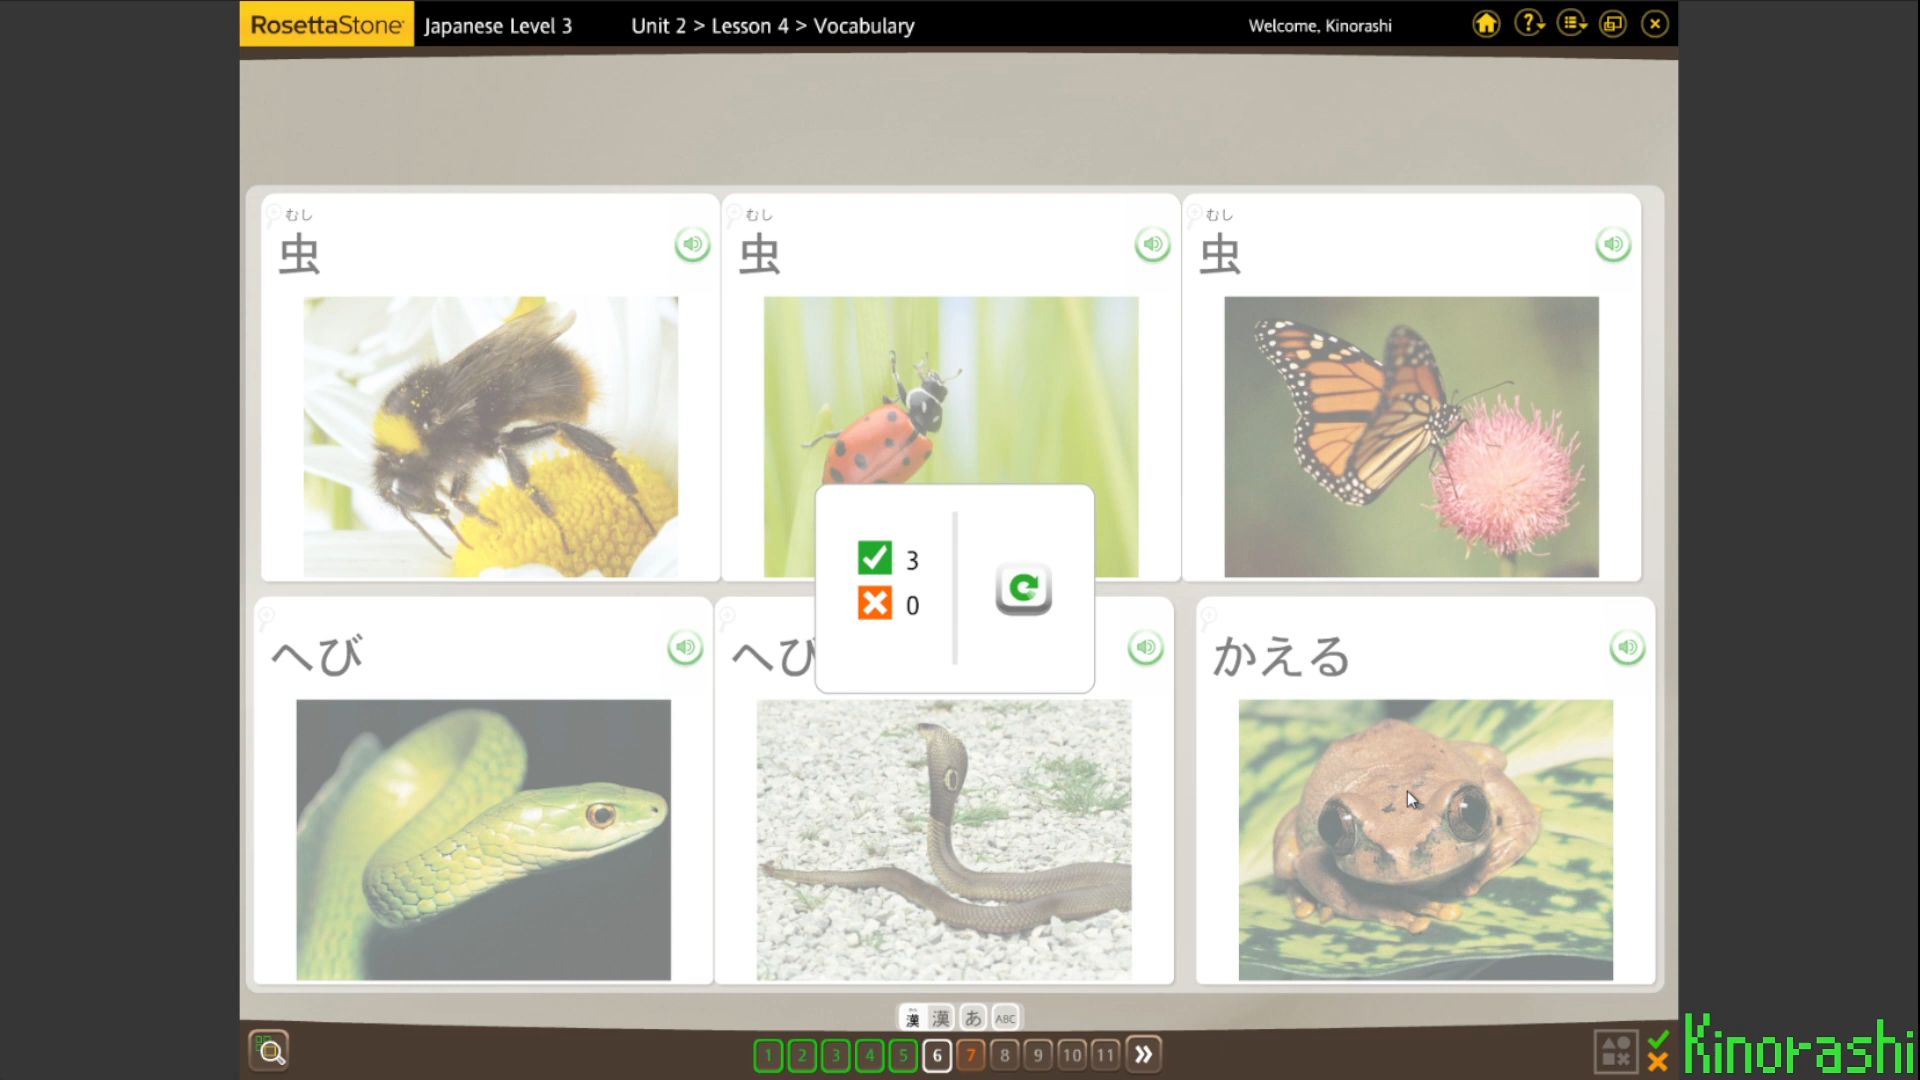 RosettaStone Japanese Level 3 Unit 2 > Lesson 4 > Vocabulary Welcome, Kinorashi
むし むし むし
虫 虫 虫
3
0
へび へび かえる
漢 漢 あ ABC
1 2 3 4 5 6 7 8 9 10 11
Kinorashi